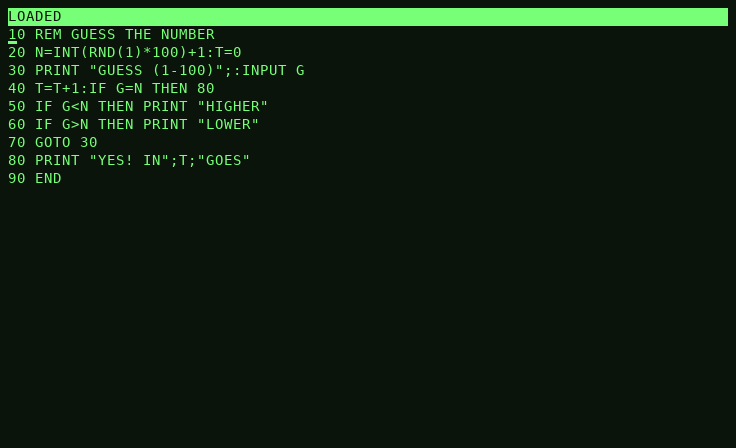 LOADED
10 REM GUESS THE NUMBER
20 N=INT(RND(1)*100)+1:T=0
30 PRINT "GUESS (1-100)";:INPUT G
40 T=T+1:IF G=N THEN 80
50 IF G<N THEN PRINT "HIGHER"
60 IF G>N THEN PRINT "LOWER"
70 GOTO 30
80 PRINT "YES! IN";T;"GOES"
90 END